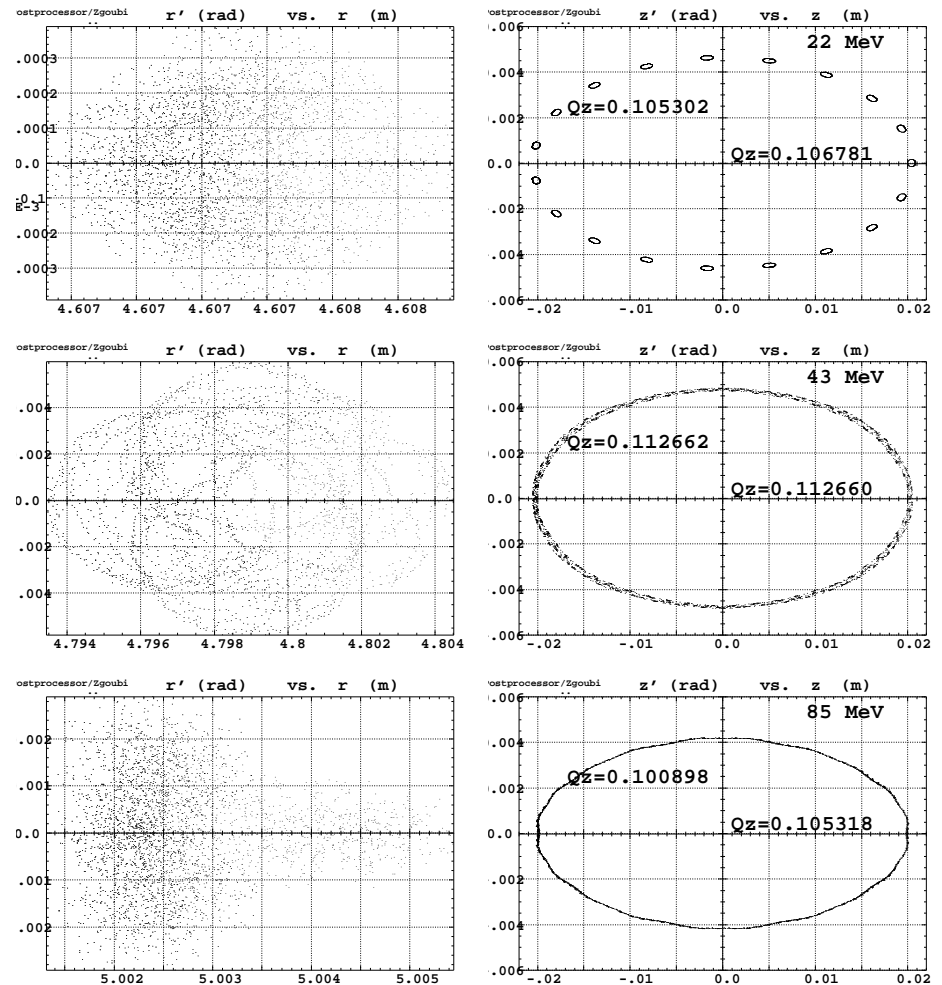 ostprocessor/Zgoubi r' (rad) vs. r (m)
.0003
.0002
.0001
0.0
0.1
E-3
.0002
.0003
4.607 4.607 4.607 4.607 4.608 4.608
ostprocessor/Zgoubi z' (rad) vs. z (m)
.006
22 MeV
.004
Qz=0.105302
.002
Qz=0.106781
0.0
.002
.004
.006
-.02 -.01 0.0 0.01 0.02
ostprocessor/Zgoubi r' (rad) vs. r (m)
.004
.002
0.0
.002
.004
4.794 4.796 4.798 4.8 4.802 4.804
ostprocessor/Zgoubi z' (rad) vs. z (m)
.006
43 MeV
.004
Qz=0.112662
.002
Qz=0.112660
0.0
.002
.004
.006
-.02 -.01 0.0 0.01 0.02
ostprocessor/Zgoubi r' (rad) vs. r (m)
.002
.001
0.0
.001
.002
5.002 5.003 5.004 5.005
ostprocessor/Zgoubi z' (rad) vs. z (m)
.006
85 MeV
.004
Qz=0.100898
.002
Qz=0.105318
0.0
.002
.004
.006
-.02 -.01 0.0 0.01 0.02